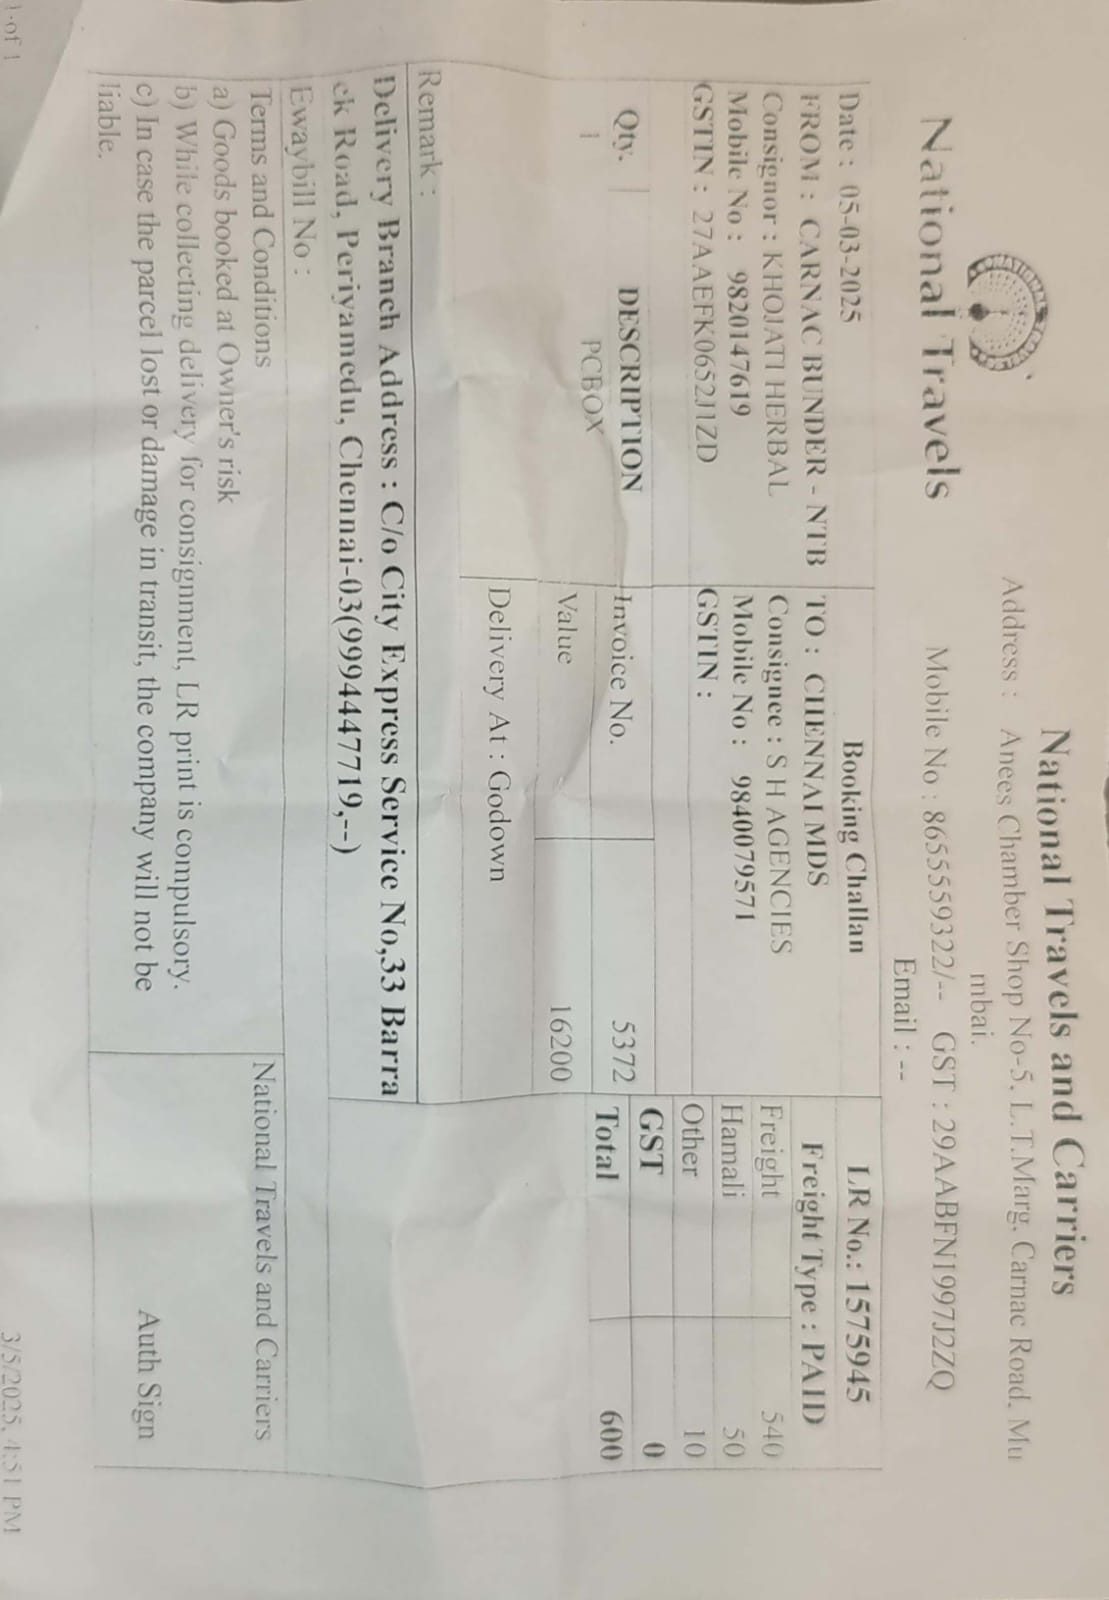 National Travels and Carriers
Address : Anees Chamber Shop No-5, L.T.Marg, Carnac Road, Mu
mbai.
Mobile No : 8655559322/-- GST : 29AABFN1997J2ZQ
Email : --
National Travels
Booking Challan
LR No.: 1575945
Date : 05-03-2025
FROM : CARNAC BUNDER - NTB
TO : CHENNAI MDS
Freight Type : PAID
Consignor : KHOJATI HERBAL
Consignee : S H AGENCIES
Freight 540
Mobile No : 9820147619
Mobile No : 9840079571
Hamali 50
GSTIN : 27AAEFK0652J1ZD
GSTIN :
Other 10
GST 0
Qty. DESCRIPTION
Invoice No. 5372
Total 600
1 PCBOX
Value 16200
Delivery At : Godown
Remark :
Delivery Branch Address : C/o City Express Service No,33 Barra
ck Road, Periyamedu, Chennai-03(9994447719,--)
Ewaybill No :
Terms and Conditions
National Travels and Carriers
a) Goods booked at Owner's risk
b) While collecting delivery for consignment, LR print is compulsory.
c) In case the parcel lost or damage in transit, the company will not be
liable.
Auth Sign
1 of 1
3/5/2025, 4:51 PM